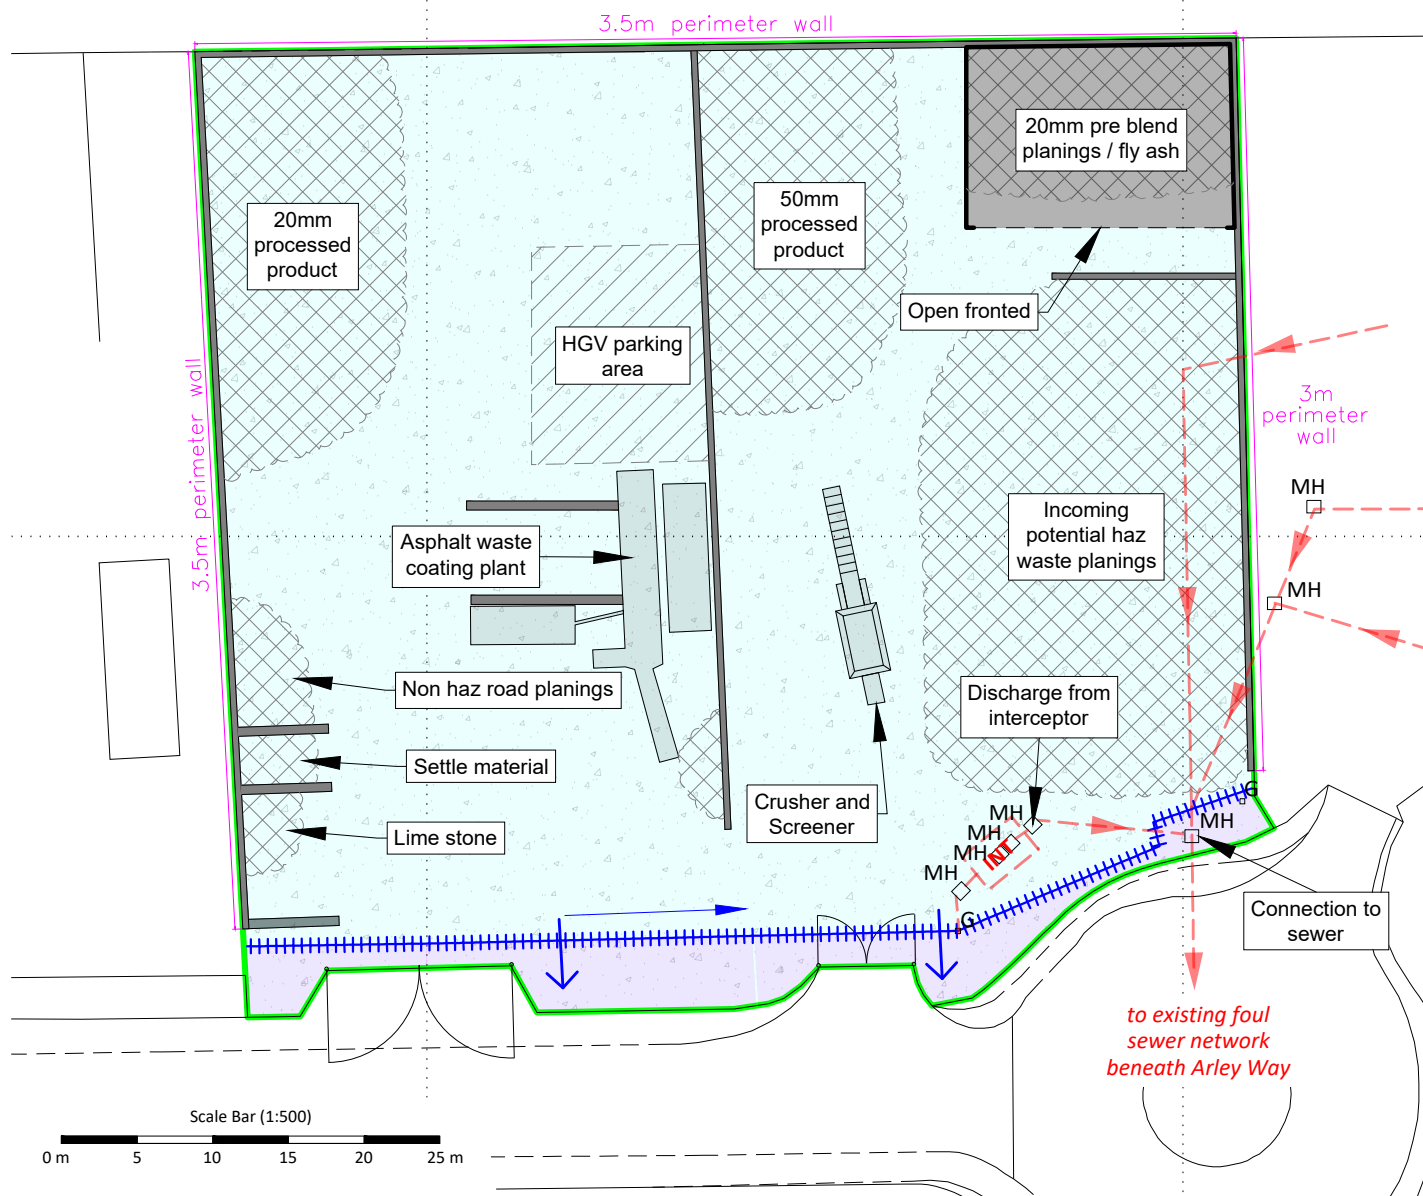 3.5m perimeter wall
20mm pre blend
planings / fly ash
20mm
processed
product
50mm
processed
product
Open fronted
HGV parking
area
3.5m perimeter wall
3m
perimeter
wall
MH
Incoming
potential haz
waste planings
Asphalt waste
coating plant
MH
Non haz road planings
Discharge from
interceptor
Settle material
Crusher and
Screener
G
MH
MH
Lime stone
MH
MH
INT
MH
G
Connection to
sewer
to existing foul
sewer network
beneath Arley Way
Scale Bar (1:500)
0 m 5 10 15 20 25 m